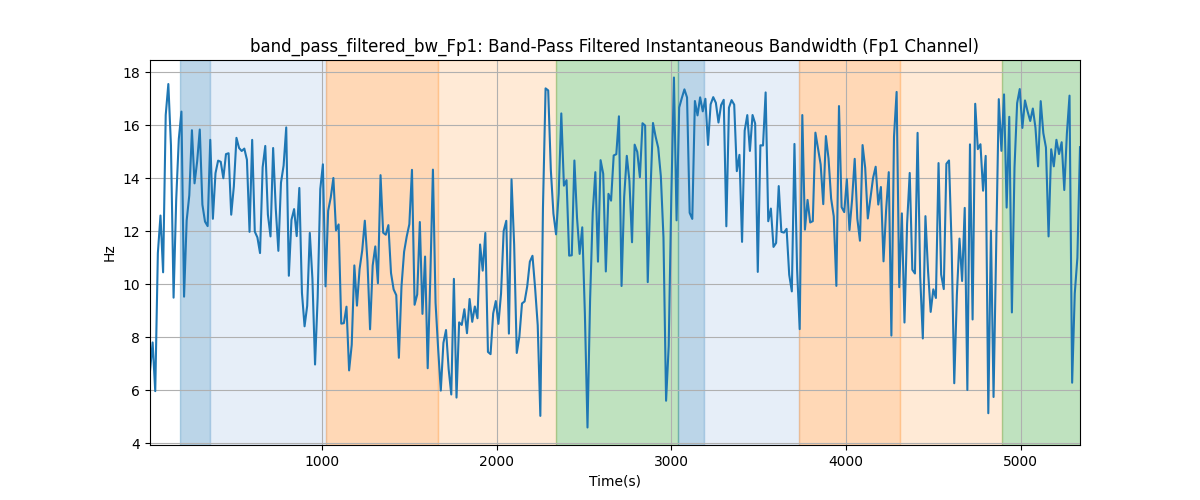 band_pass_filtered_bw_Fp1: Band-Pass Filtered Instantaneous Bandwidth (Fp1 Channel)
18
16
14
12
10
8
6
4
Hz
1000 2000 3000 4000 5000
Time(s)